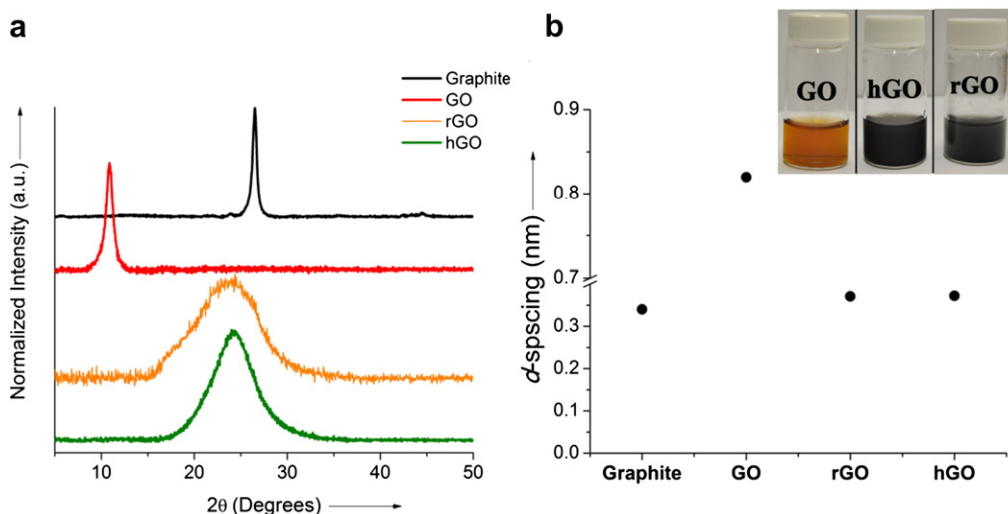 a
Graphite
GO
rGO
hGO
Normalized Intensity (a.u.)
10 20 30 40 50
2θ (Degrees)
b
GO hGO rGO
0.9
0.8
0.7
0.3
0.2
0.1
0.0
d-spscing (nm)
Graphite GO rGO hGO